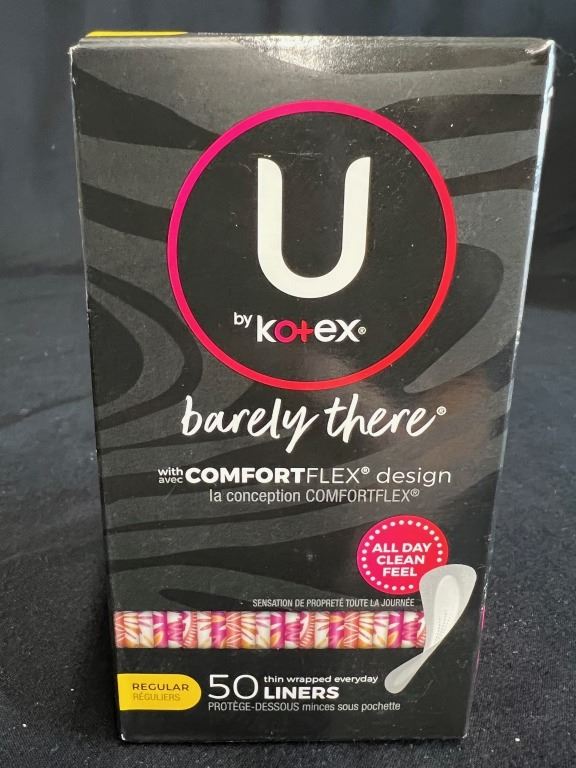 U
by Kotex®
barely there®
with avec COMFORTFLEX® design
la conception COMFORTFLEX®
ALL DAY
CLEAN
FEEL
SENSATION DE PROPRETÉ TOUTE LA JOURNÉE
REGULAR
RÉGULIERS
50 thin wrapped everyday
LINERS
PROTÈGE-DESSOUS minces sous pochette